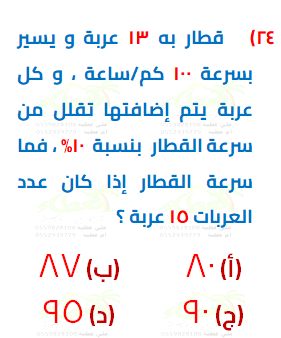 ٢٤) قطار به ١٣ عربة و يسير
بسرعة ١٠٠ كم/ساعة ، و كل
عربة يتم إضافتها تقلل من
سرعة القطار بنسبة ١٠% ، فما
سرعة القطار إذا كان عدد
العربات ١٥ عربة ؟
(أ) ٨٠ (ب) ٨٧
(ج) ٩٠ (د) ٩٥